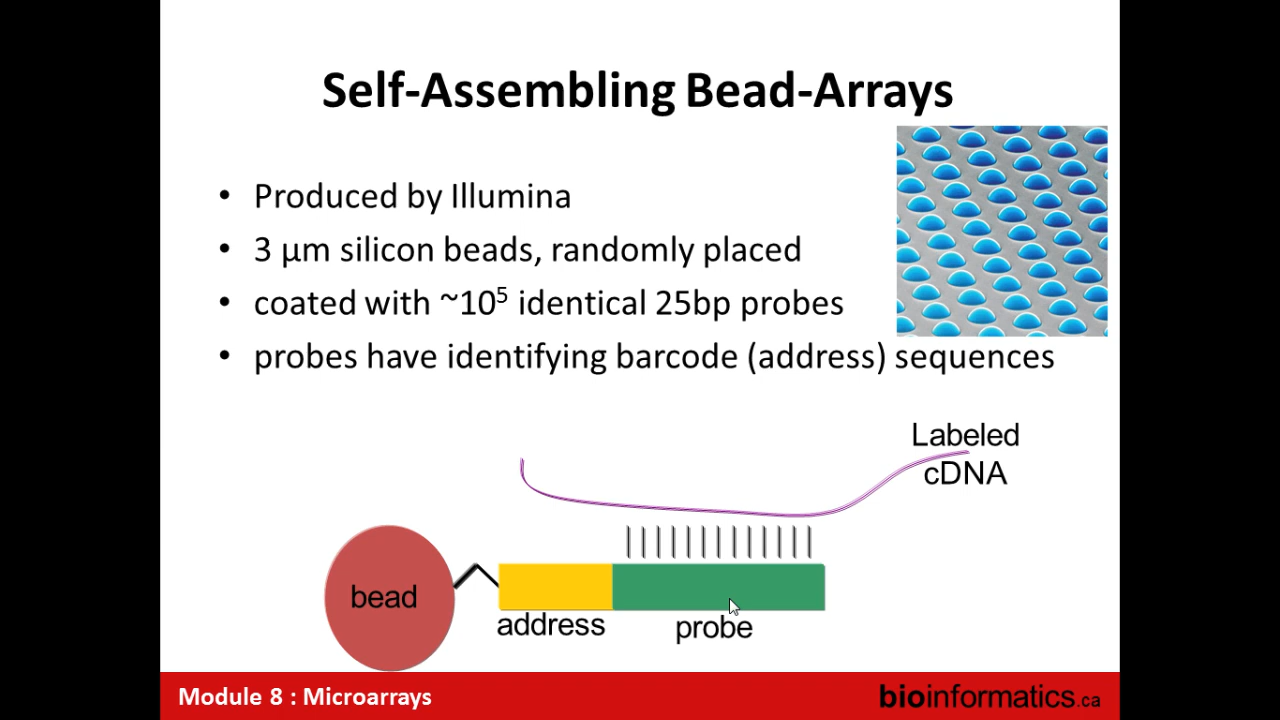 Self-Assembling Bead-Arrays
• Produced by Illumina
• 3 µm silicon beads, randomly placed
• coated with ~10⁵ identical 25bp probes
• probes have identifying barcode (address) sequences
Labeled
cDNA
bead
address
probe
Module 8 : Microarrays
bioinformatics.ca